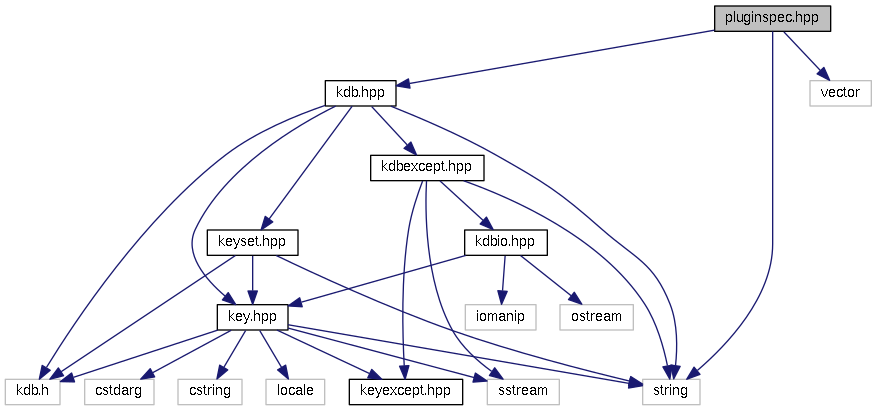 pluginspec.hpp
kdb.hpp
vector
kdbexcept.hpp
keyset.hpp
kdbio.hpp
key.hpp
iomanip
ostream
kdb.h
cstdarg
cstring
locale
keyexcept.hpp
sstream
string